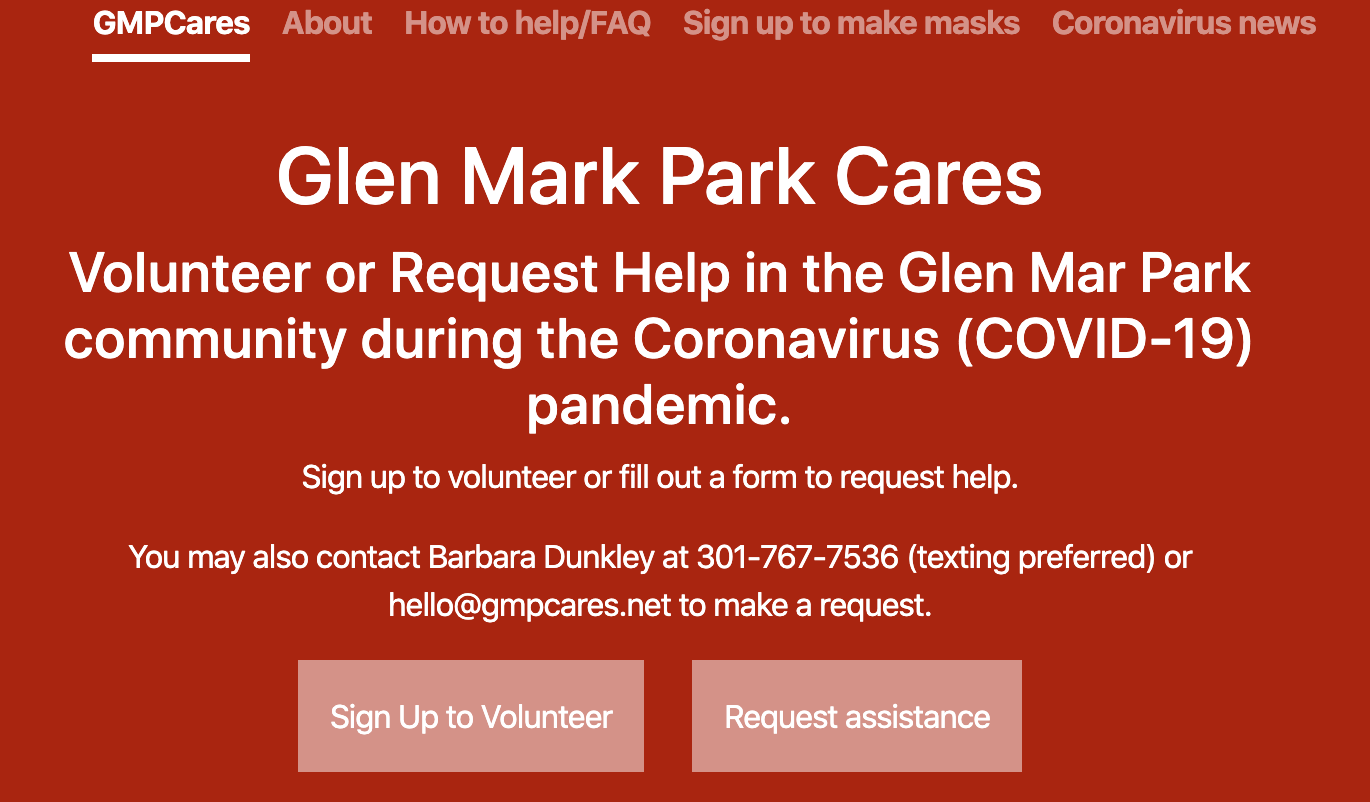 GMPCares About How to help/FAQ Sign up to make masks Coronavirus news
Glen Mark Park Cares
Volunteer or Request Help in the Glen Mar Park
community during the Coronavirus (COVID-19)
pandemic.
Sign up to volunteer or fill out a form to request help.
You may also contact Barbara Dunkley at 301-767-7536 (texting preferred) or
hello@gmpcares.net to make a request.
Sign Up to Volunteer Request assistance